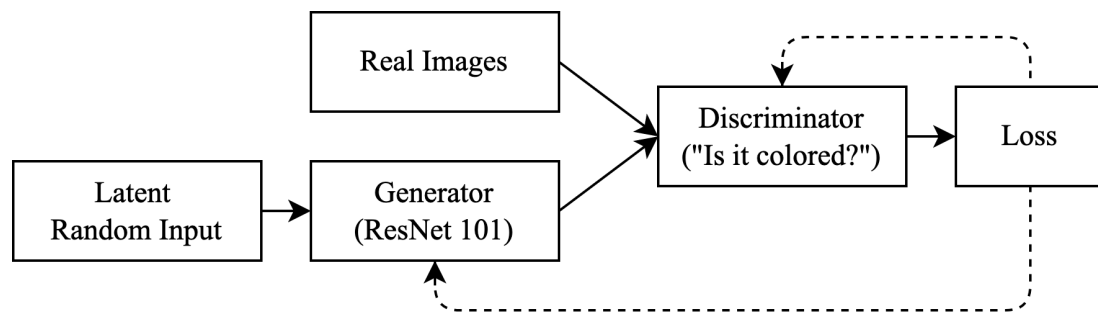 Real Images
Discriminator
("Is it colored?")
Loss
Latent
Random Input
Generator
(ResNet 101)